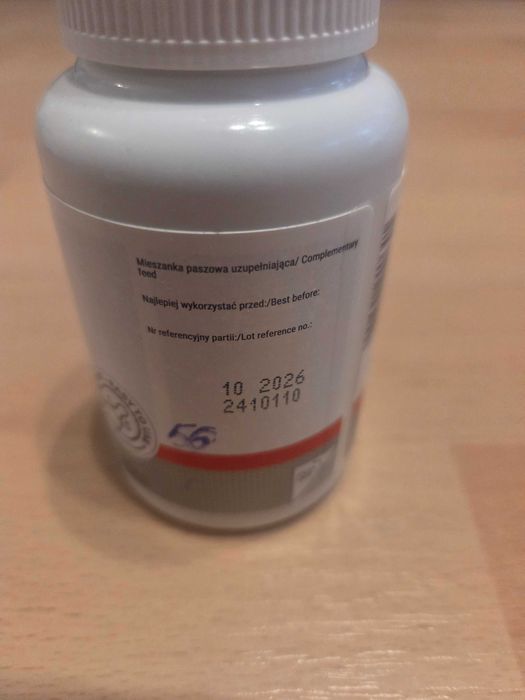 Mieszanka paszowa uzupełniająca/ Complementary
feed
Najlepiej wykorzystać przed:/Best before:
Nr referencyjny partii:/Lot reference no.:
10 2026
2410110
56